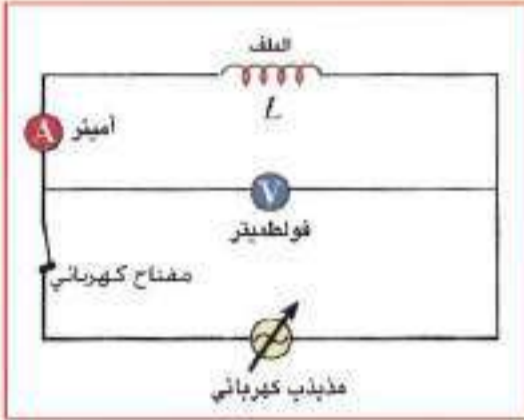 الملف
L
A
أميتر
V
فولطميتر
مفتاح كهربائي
مذبذب كهربائي